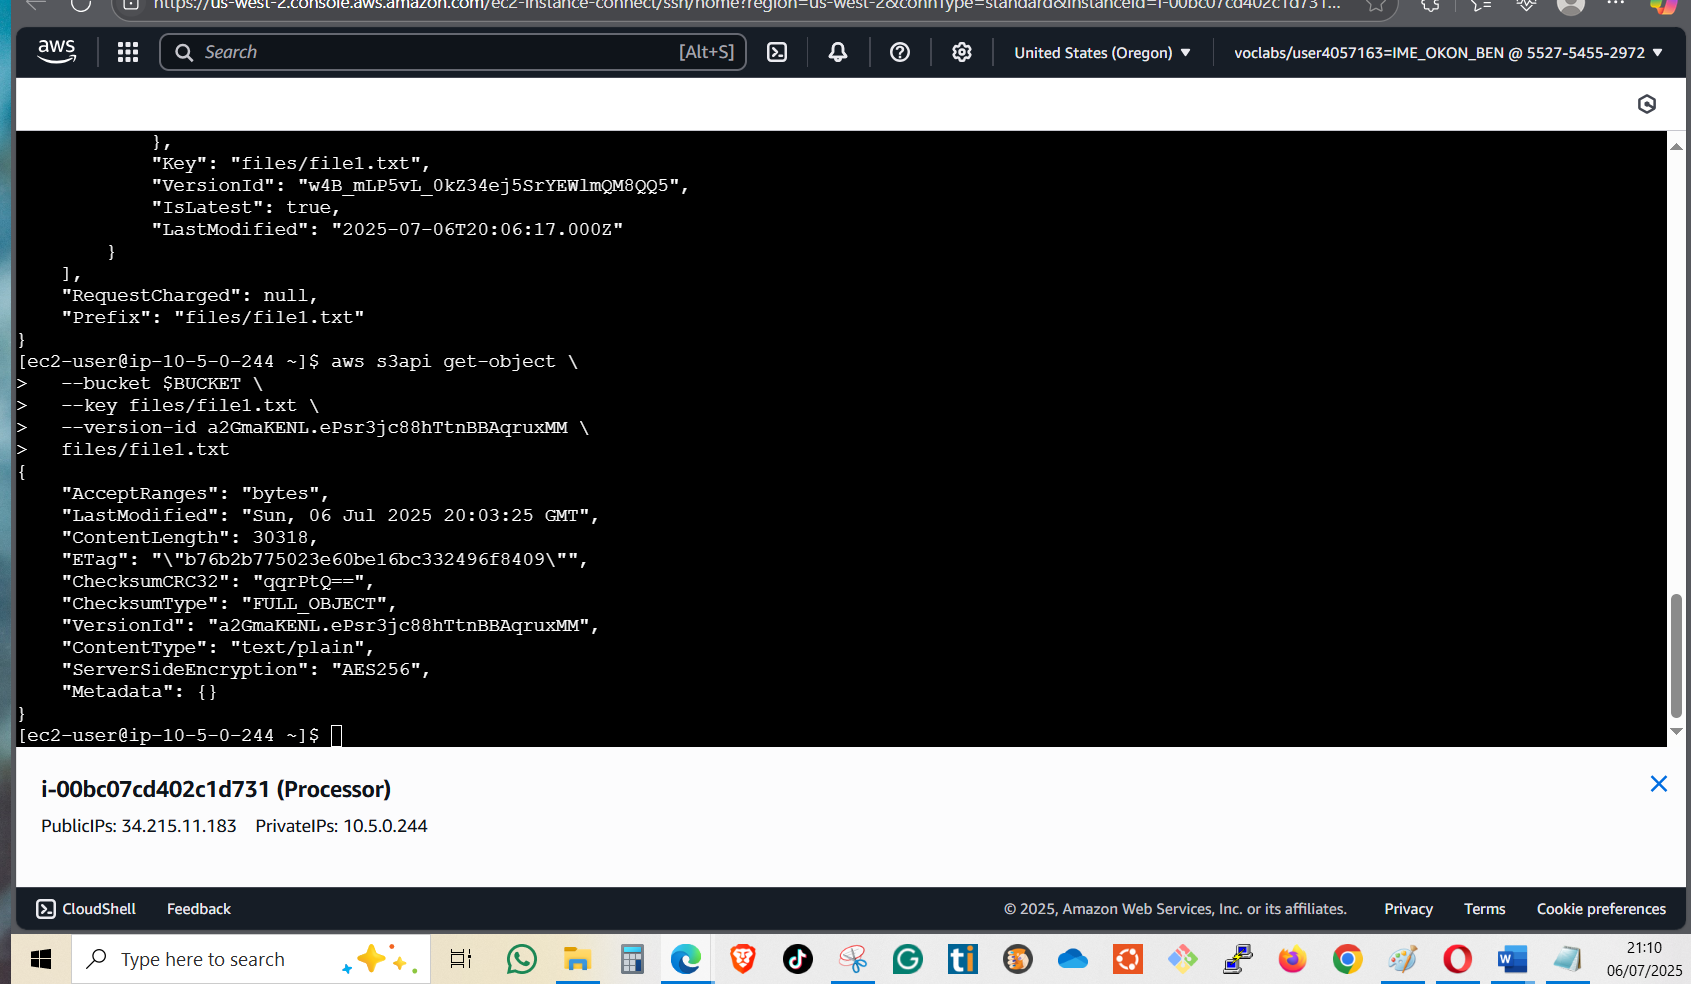 https://us-west-2.console.aws.amazon.com/ec2-instance-connect/ssh/home?region=us-west-2&connType=standard&instanceId=i-00bc07cd402c1d731...
aws
Search [Alt+S]
United States (Oregon)
voclabs/user4057163=IME_OKON_BEN @ 5527-5455-2972
},
"Key": "files/file1.txt",
"VersionId": "w4B_mLP5vL_0kZ34ej5SrYEWlmQM8QQ5",
"IsLatest": true,
"LastModified": "2025-07-06T20:06:17.000Z"
}
],
"RequestCharged": null,
"Prefix": "files/file1.txt"
}
[ec2-user@ip-10-5-0-244 ~]$ aws s3api get-object \
>   --bucket $BUCKET \
>   --key files/file1.txt \
>   --version-id a2GmaKENL.ePsr3jc88hTtnBBAqruxMM \
>   files/file1.txt
{
"AcceptRanges": "bytes",
"LastModified": "Sun, 06 Jul 2025 20:03:25 GMT",
"ContentLength": 30318,
"ETag": "\"b76b2b775023e60be16bc332496f8409\"",
"ChecksumCRC32": "qqrPtQ==",
"ChecksumType": "FULL_OBJECT",
"VersionId": "a2GmaKENL.ePsr3jc88hTtnBBAqruxMM",
"ContentType": "text/plain",
"ServerSideEncryption": "AES256",
"Metadata": {}
}
[ec2-user@ip-10-5-0-244 ~]$
i-00bc07cd402c1d731 (Processor)
PublicIPs: 34.215.11.183 PrivateIPs: 10.5.0.244
CloudShell Feedback © 2025, Amazon Web Services, Inc. or its affiliates. Privacy Terms Cookie preferences
Type here to search
21:10
06/07/2025